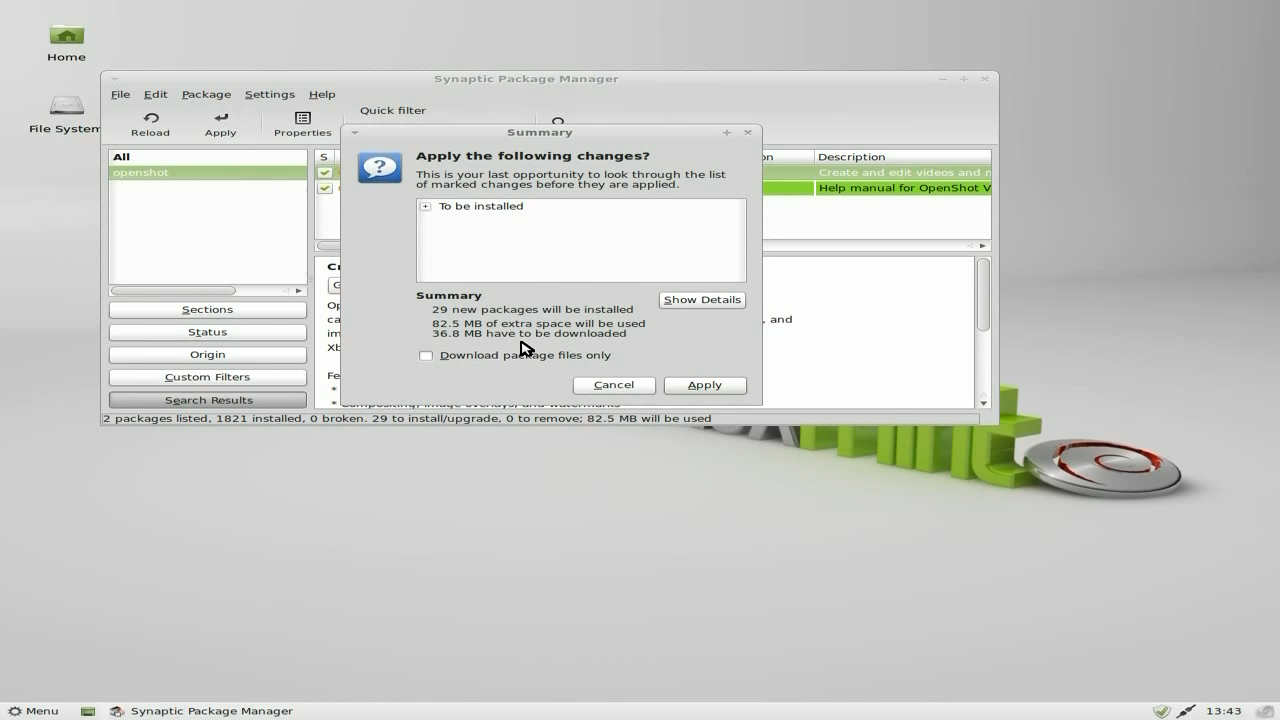 Home
File System
Synaptic Package Manager
File Edit Package Settings Help
Reload Apply Properties
Quick filter
All
openshot
S
Description
Create and edit videos and
Help manual for OpenShot V
Summary
Apply the following changes?
This is your last opportunity to look through the list
of marked changes before they are applied.
To be installed
Summary
Show Details
29 new packages will be installed
82.5 MB of extra space will be used
36.8 MB have to be downloaded
Download package files only
Cancel Apply
Sections
Status
Origin
Custom Filters
Search Results
, and
2 packages listed, 1821 installed, 0 broken. 29 to install/upgrade, 0 to remove; 82.5 MB will be used
Menu
Synaptic Package Manager
13:43